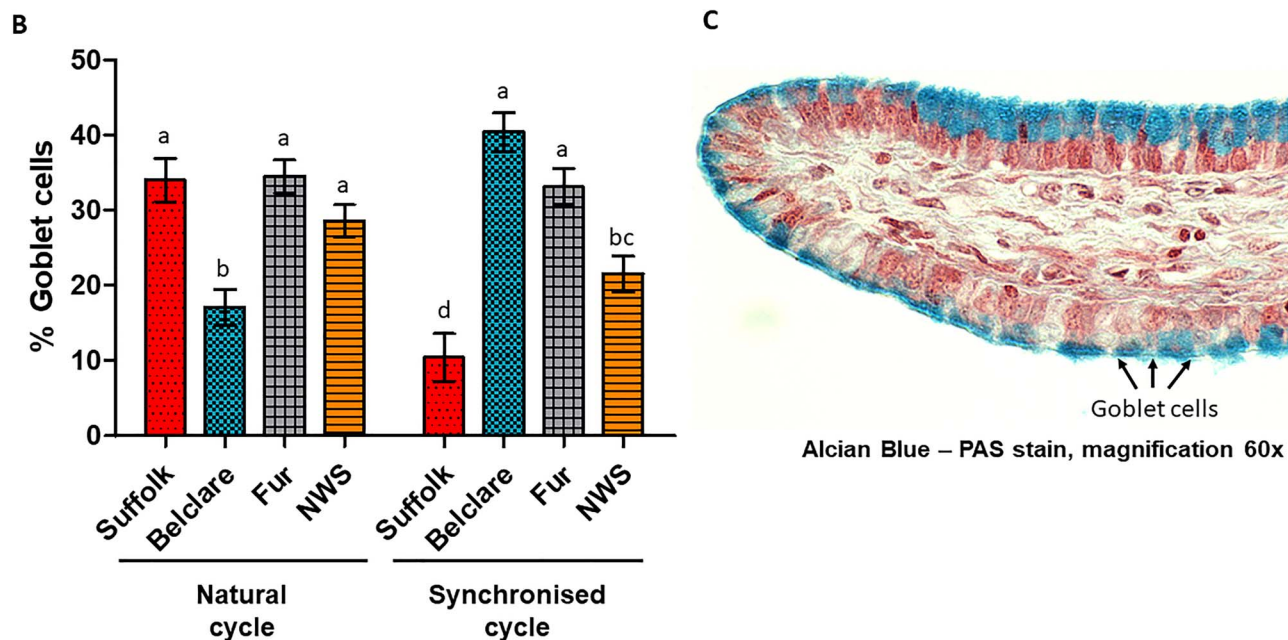 B
50
40
30
20
10
0
% Goblet cells
a
b
a
a
d
a
a
bc
Suffolk
Belclare
Fur
NWS
Suffolk
Belclare
Fur
NWS
Natural
cycle
Synchronised
cycle
C
Goblet cells
Alcian Blue – PAS stain, magnification 60x